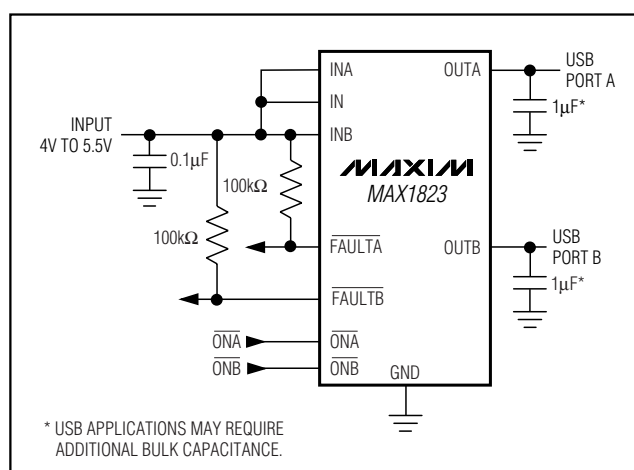 INA
OUTA
USB
PORT A
IN
1µF*
INPUT
4V TO 5.5V
INB
0.1µF
MAXIM
MAX1823
100kΩ
100kΩ
FAULTA
OUTB
USB
PORT B
1µF*
FAULTB
ONA
ONA
ONB
ONB
GND
* USB APPLICATIONS MAY REQUIRE
ADDITIONAL BULK CAPACITANCE.